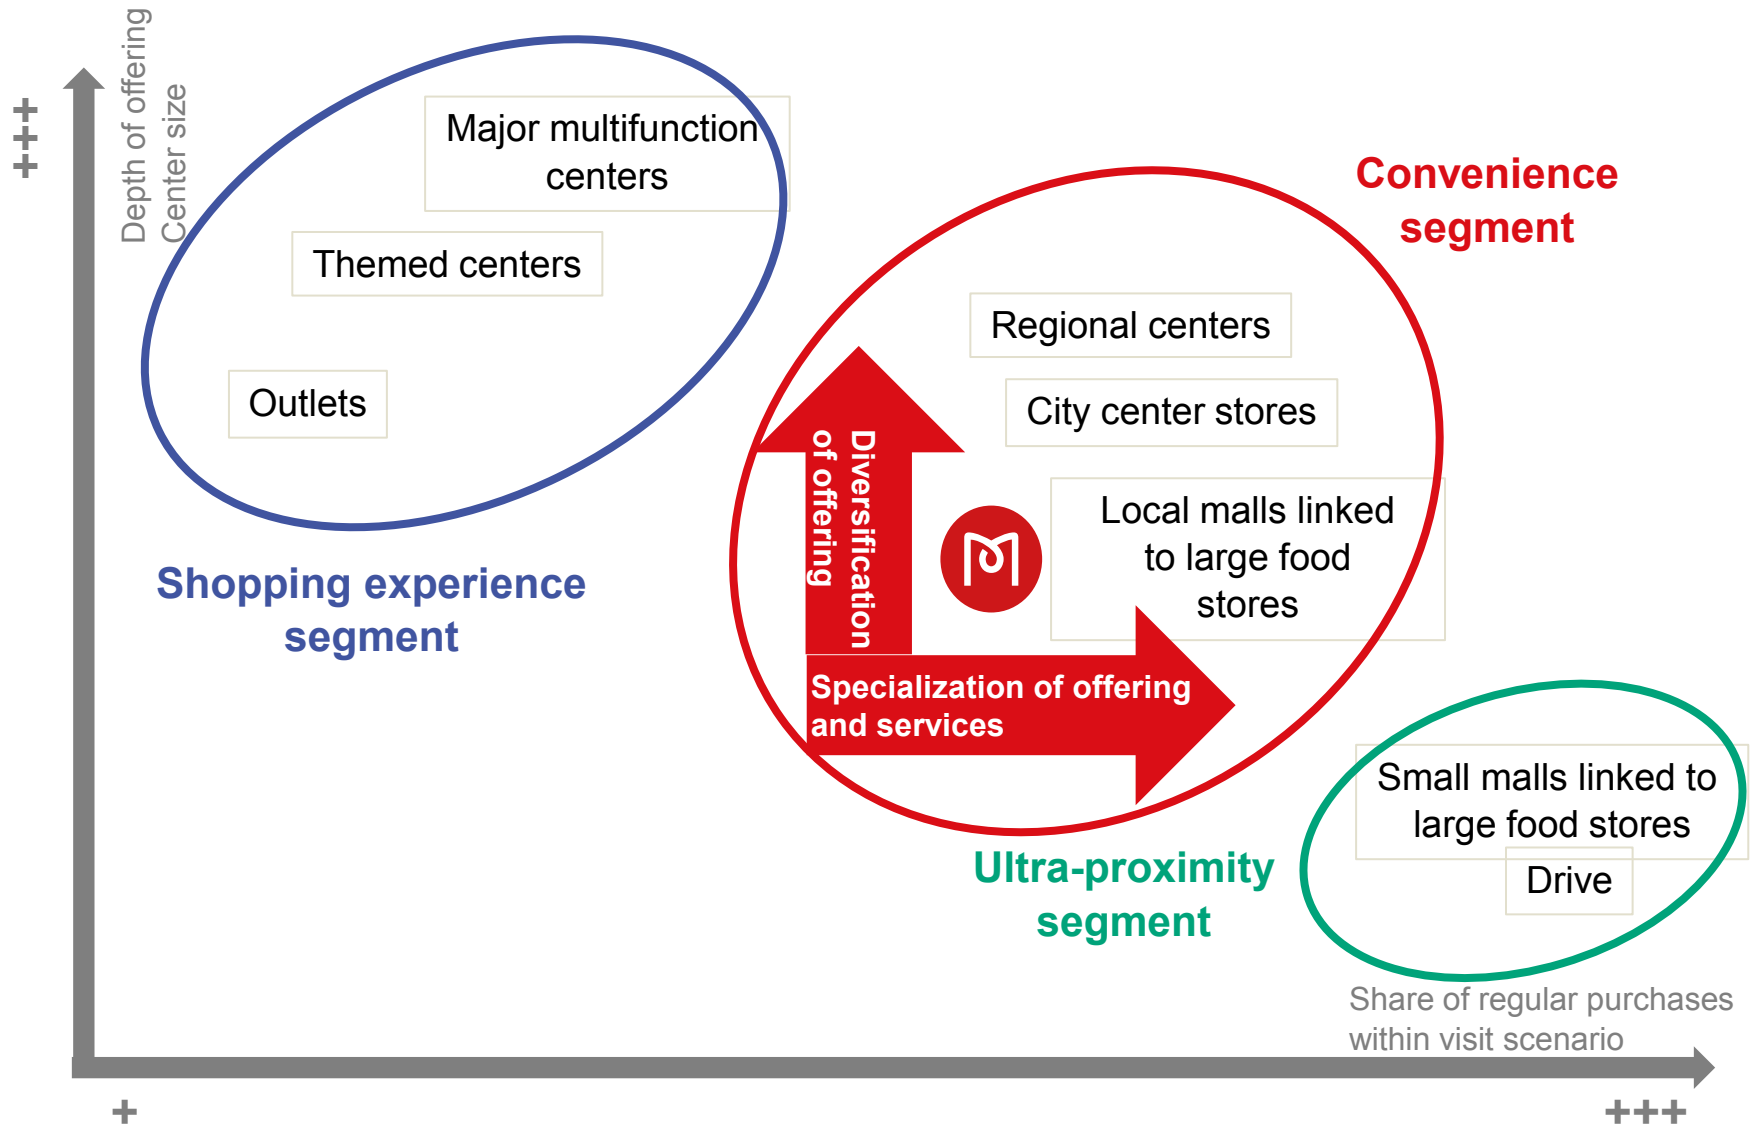 +++
Depth of offering
Center size
Major multifunction
centers
Themed centers
Outlets
Shopping experience
segment
Convenience
segment
Regional centers
City center stores
Local malls linked
to large food
stores
Diversification
of offering
Specialization of offering
and services
Ultra-proximity
segment
Small malls linked to
large food stores
Drive
Share of regular purchases
within visit scenario
+
+++